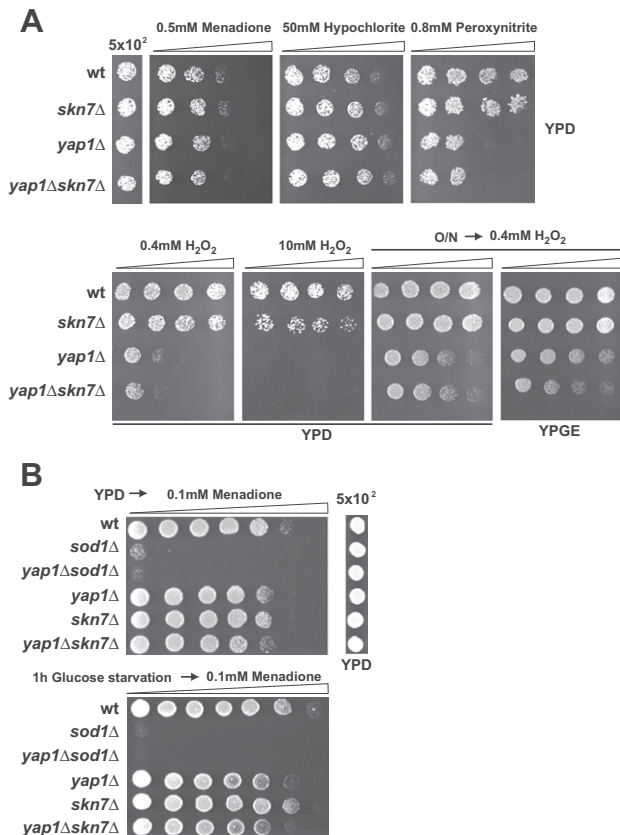 A
5x10²
0.5mM Menadione
50mM Hypochlorite
0.8mM Peroxynitrite
wt
skn7Δ
yap1Δ
yap1Δskn7Δ
YPD
O/N → 0.4mM H₂O₂
0.4mM H₂O₂
10mM H₂O₂
wt
skn7Δ
yap1Δ
yap1Δskn7Δ
YPD
YPGE
B
YPD → 0.1mM Menadione
5x10²
wt
sod1Δ
yap1Δsod1Δ
yap1Δ
skn7Δ
yap1Δskn7Δ
YPD
1h Glucose starvation → 0.1mM Menadione
wt
sod1Δ
yap1Δsod1Δ
yap1Δ
skn7Δ
yap1Δskn7Δ